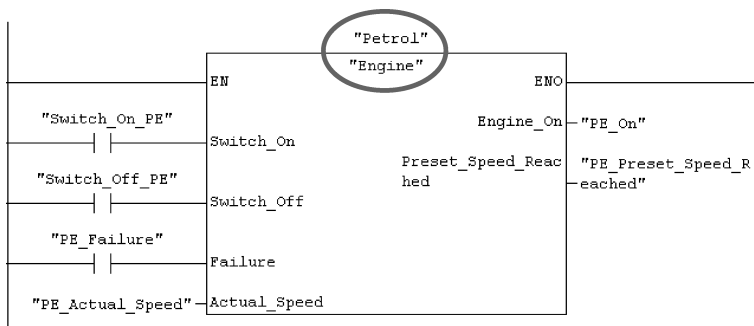 "Petrol"
"Engine"
EN
ENO
"Switch_On_PE"
Switch_On
Engine_On
"PE_On"
"Switch_Off_PE"
Switch_Off
Preset_Speed_Reac
hed
"PE_Preset_Speed_R
eached"
"PE_Failure"
Failure
"PE_Actual_Speed"
Actual_Speed